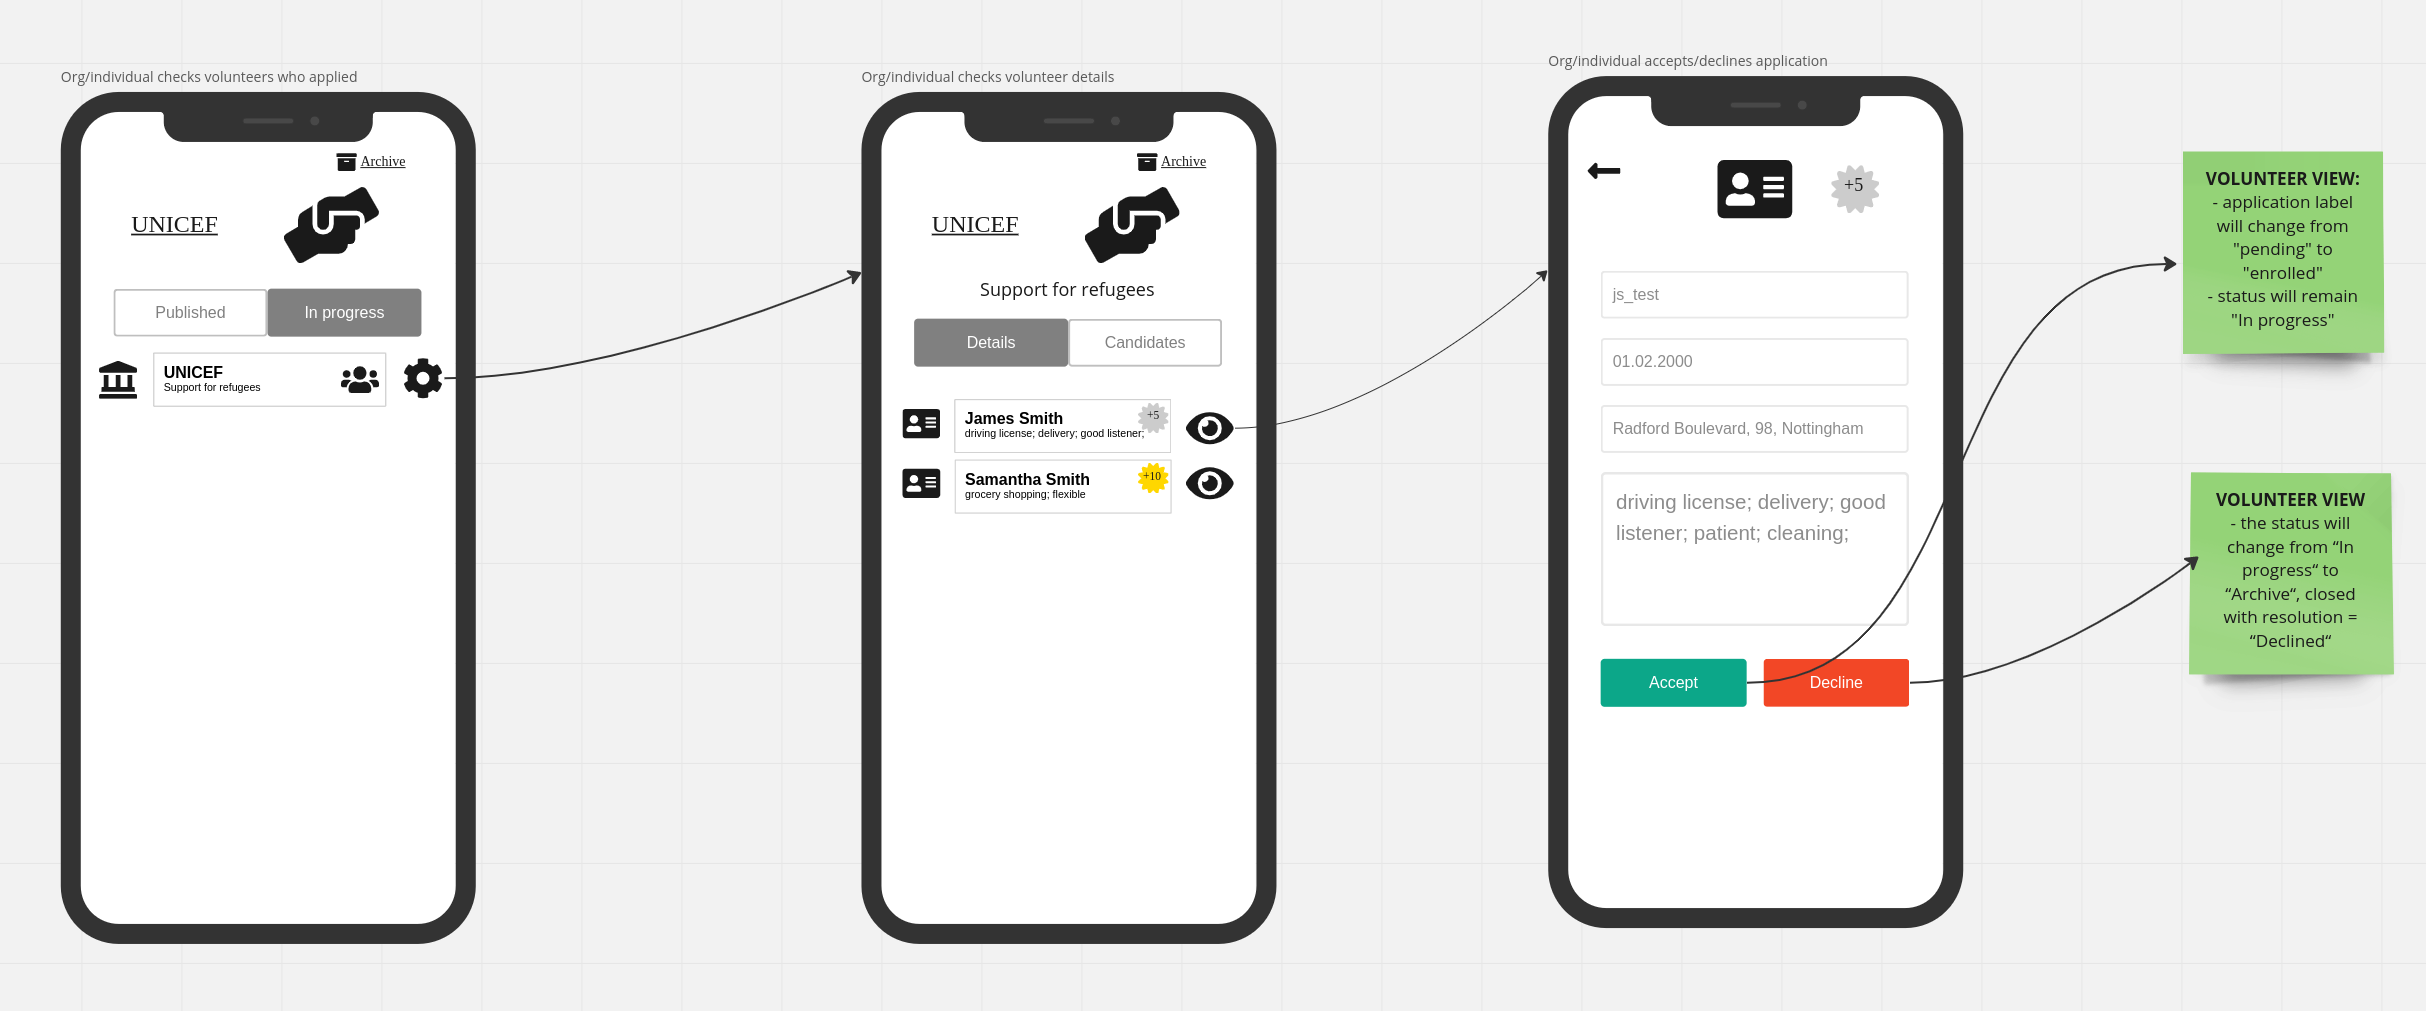 Org/individual checks volunteers who applied
Archive
UNICEF
Published
In progress
UNICEF
Support for refugees
Org/individual checks volunteer details
Archive
UNICEF
Support for refugees
Details
Candidates
James Smith
+5
driving license; delivery; good listener;
Samantha Smith
+10
grocery shopping; flexible
Org/individual accepts/declines application
+5
js_test
01.02.2000
Radford Boulevard, 98, Nottingham
driving license; delivery; good
listener; patient; cleaning;
Accept
Decline
VOLUNTEER VIEW:
- application label
will change from
"pending" to
"enrolled"
- status will remain
"In progress"
VOLUNTEER VIEW
- the status will
change from “In
progress“ to
“Archive“, closed
with resolution =
“Declined“